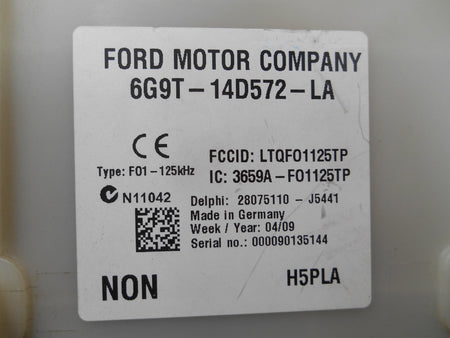 FORD MOTOR COMPANY
6G9T-14D572-LA
CE
FCCID: LTQFO1125TP
Type: FO1-125kHz
IC: 3659A-FO1125TP
N11042
Delphi: 28075110 - J5441
Made in Germany
Week / Year: 04/09
Serial no.: 000090135144
NON
H5PLA